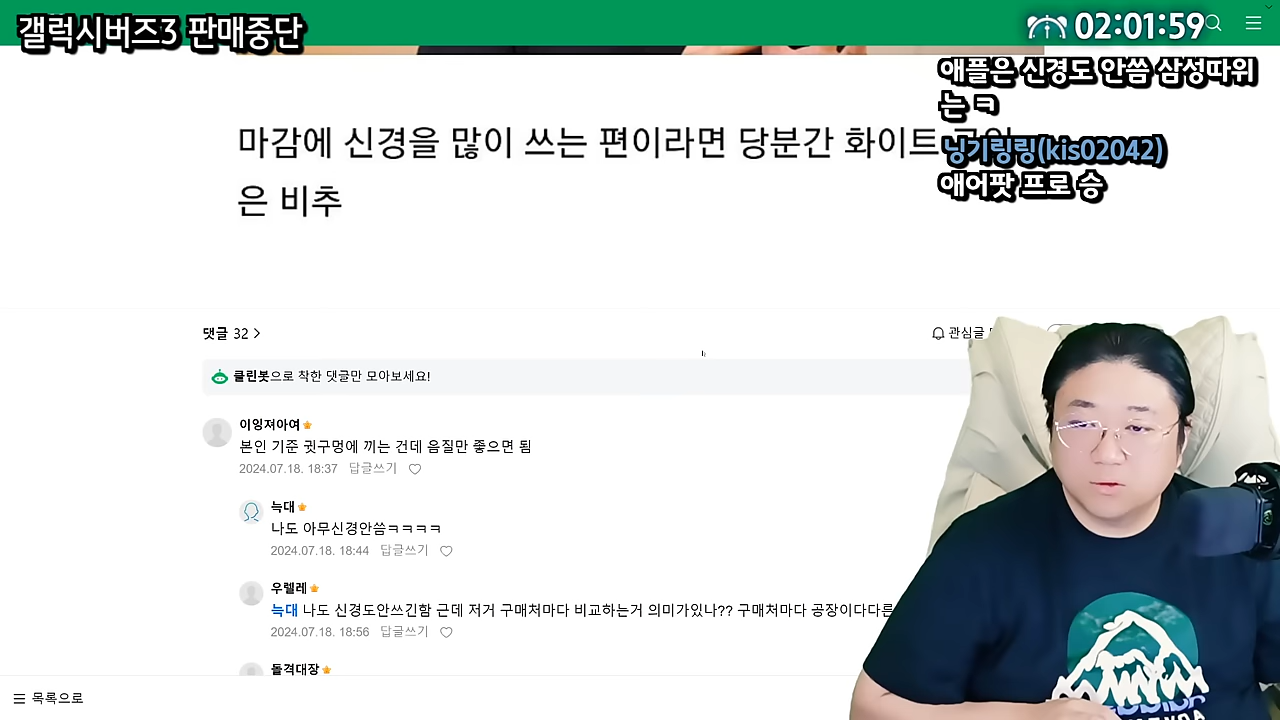 갤럭시버즈3 판매중단
02:01:59
애플은 신경도 안씀 삼성따위
는 ㅋ
닝기링링(kis02042)
애어팟 프로 승
마감에 신경을 많이 쓰는 편이라면 당분간 화이트
은 비추
댓글 32
관심글
클린봇으로 착한 댓글만 모아보세요!
이잉져아여
본인 기준 귓구멍에 끼는 건데 음질만 좋으면 됨
2024.07.18. 18:37 답글쓰기
늑대
나도 아무신경안씀ㅋㅋㅋㅋ
2024.07.18. 18:44 답글쓰기
우렐레
늑대 나도 신경도안쓰긴함 근데 저거 구매처마다 비교하는거 의미가있나?? 구매처마다 공장이다다른
2024.07.18. 18:56 답글쓰기
돌격대장
목록으로